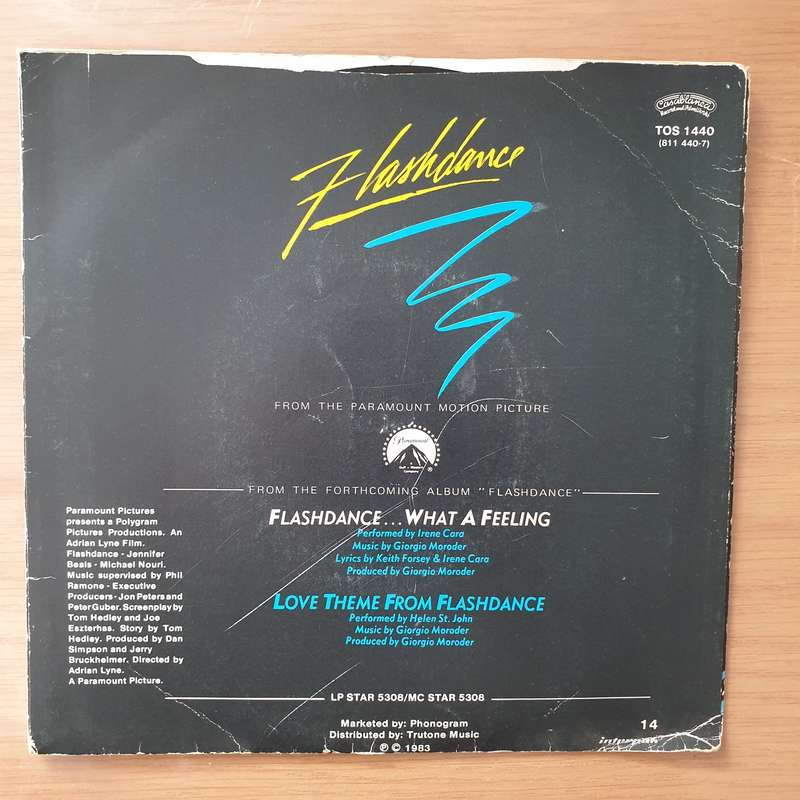 Casablanca
Record and FilmWorks
TOS 1440
(811 440-7)
Flashdance
FROM THE PARAMOUNT MOTION PICTURE
Paramount
Gulf + Western
Company
FROM THE FORTHCOMING ALBUM "FLASHDANCE"
FLASHDANCE...WHAT A FEELING
Performed by Irene Cara
Music by Giorgio Moroder
Lyrics by Keith Forsey & Irene Cara
Produced by Giorgio Moroder
LOVE THEME FROM FLASHDANCE
Performed by Helen St. John
Music by Giorgio Moroder
Produced by Giorgio Moroder
Paramount Pictures
presents a Polygram
Pictures Productions. An
Adrian Lyne Film.
Flashdance - Jennifer
Beals - Michael Nouri.
Music supervised by Phil
Ramone - Executive
Producers - Jon Peters and
Peter Guber. Screenplay by
Tom Hedley and Joe
Eszterhas. Story by Tom
Hedley. Produced by Dan
Simpson and Jerry
Bruckheimer. Directed by
Adrian Lyne.
A Paramount Picture.
LP STAR 5308/MC STAR 5308
Marketed by: Phonogram
Distributed by: Trutone Music
℗ © 1983
14